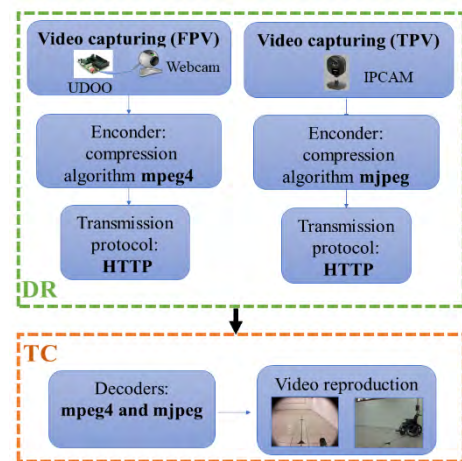 Video capturing (FPV)
UDOO
Webcam
Enconder:
compression
algorithm mpeg4
Transmission
protocol:
HTTP
Video capturing (TPV)
IPCAM
Enconder:
compression
algorithm mjpeg
Transmission
protocol:
HTTP
DR
TC
Decoders:
mpeg4 and mjpeg
Video reproduction